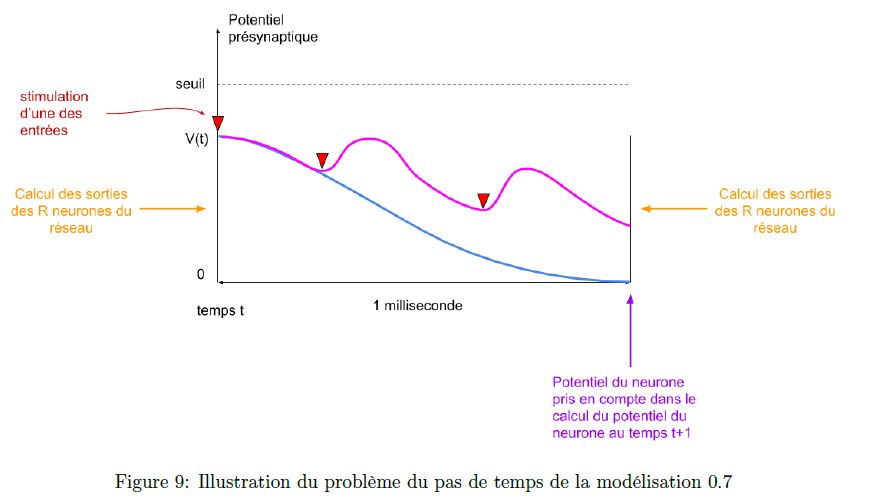 Potentiel
présynaptique
seuil
stimulation
d'une des
entrées
V(t)
Calcul des sorties
des R neurones du
réseau
Calcul des sorties
des R neurones du
réseau
0
temps t
1 milliseconde
Potentiel du neurone
pris en compte dans le
calcul du potentiel du
neurone au temps t+1
Figure 9: Illustration du problème du pas de temps de la modélisation 0.7